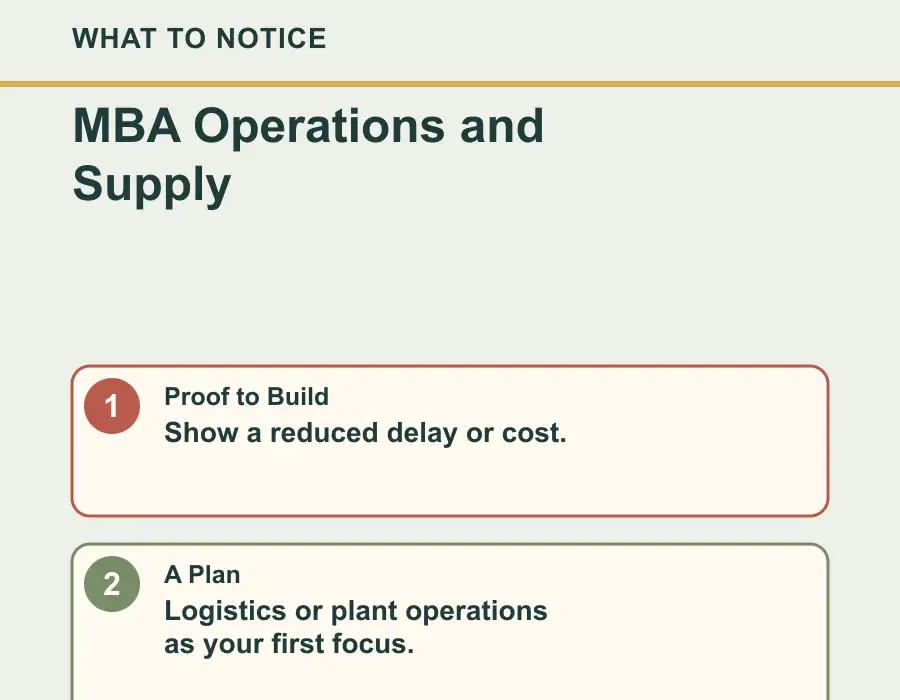 WHAT TO NOTICE
MBA Operations and
Supply
1
Proof to Build
Show a reduced delay or cost.
2
A Plan
Logistics or plant operations
as your first focus.